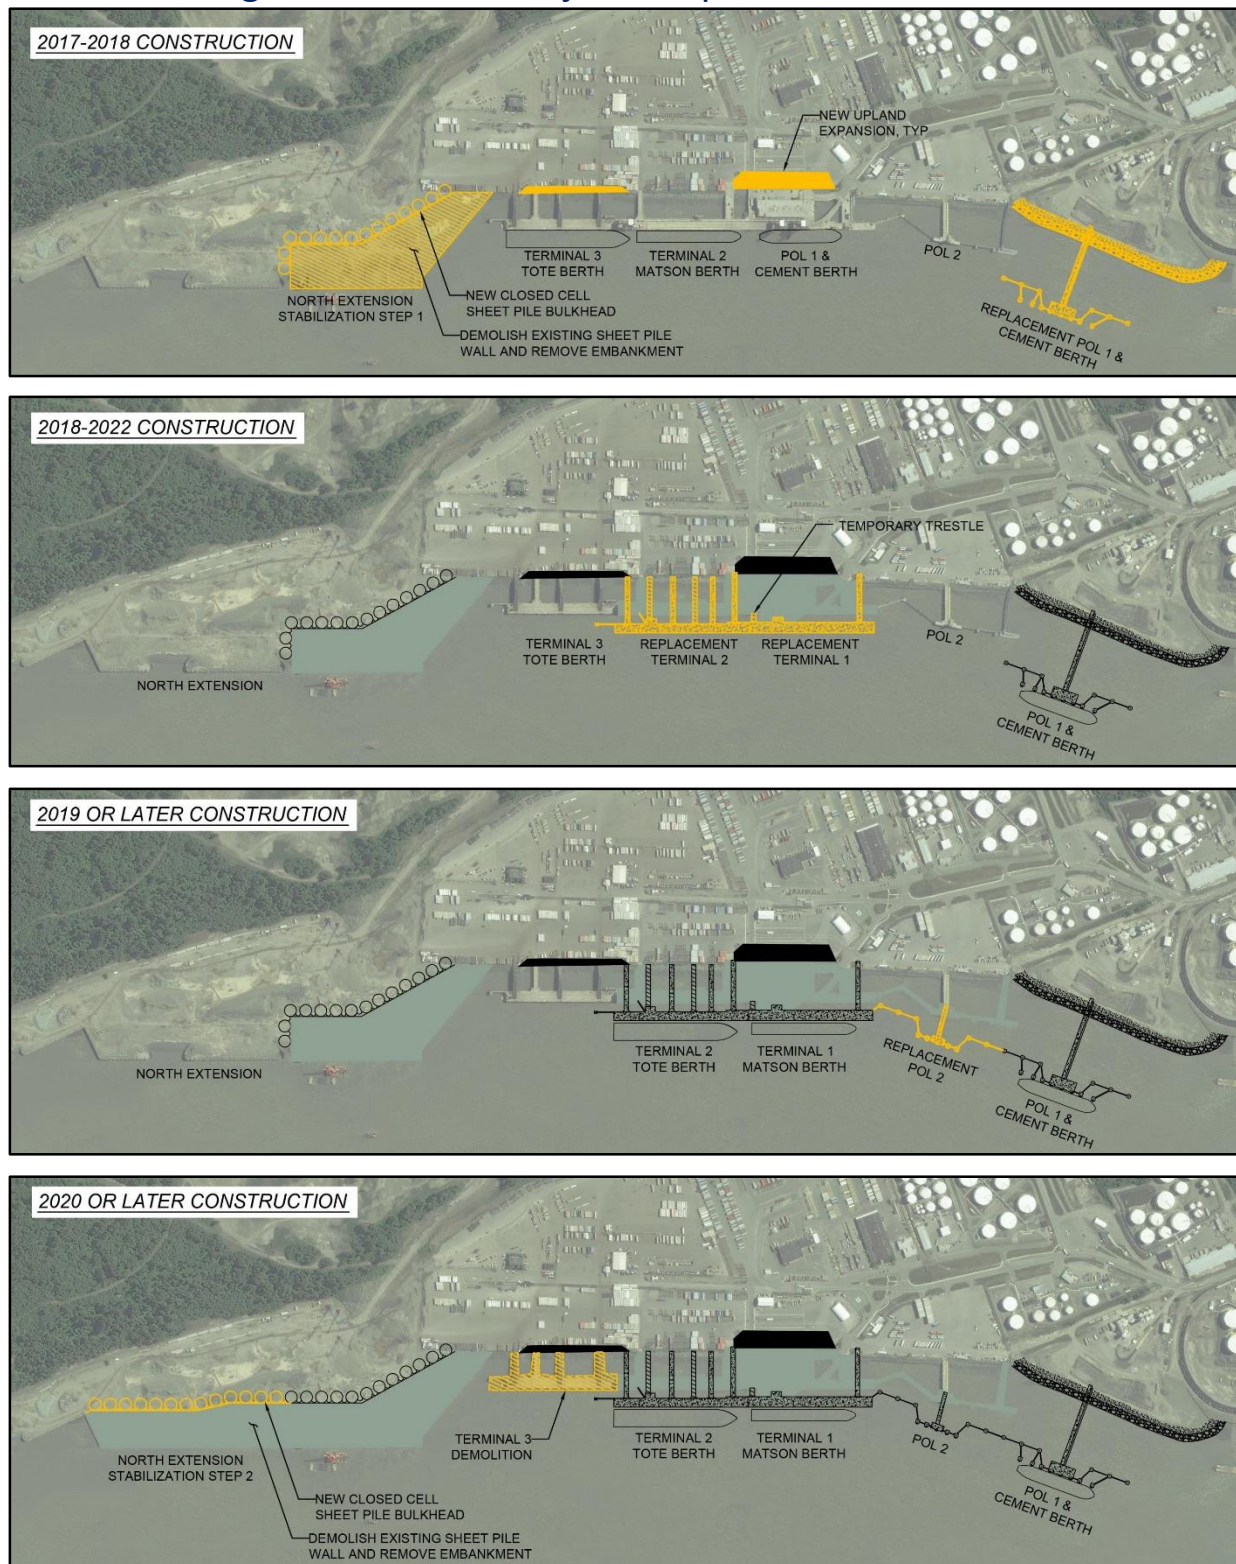 2017-2018 CONSTRUCTION
NEW UPLAND
EXPANSION, TYP
TERMINAL 3
TOTE BERTH
TERMINAL 2
MATSON BERTH
POL 1 &
CEMENT BERTH
POL 2
NEW CLOSED CELL
SHEET PILE BULKHEAD
NORTH EXTENSION
STABILIZATION STEP 1
DEMOLISH EXISTING SHEET PILE
WALL AND REMOVE EMBANKMENT
REPLACEMENT POL 1 &
CEMENT BERTH
2018-2022 CONSTRUCTION
TEMPORARY TRESTLE
TERMINAL 3
TOTE BERTH
REPLACEMENT
TERMINAL 2
REPLACEMENT
TERMINAL 1
POL 2
NORTH EXTENSION
POL 1 &
CEMENT BERTH
2019 OR LATER CONSTRUCTION
TERMINAL 2
TOTE BERTH
TERMINAL 1
MATSON BERTH
REPLACEMENT
POL 2
NORTH EXTENSION
POL 1 &
CEMENT BERTH
2020 OR LATER CONSTRUCTION
TERMINAL 3
DEMOLITION
TERMINAL 2
TOTE BERTH
TERMINAL 1
MATSON BERTH
POL 2
NORTH EXTENSION
STABILIZATION STEP 2
POL 1 &
CEMENT BERTH
NEW CLOSED CELL
SHEET PILE BULKHEAD
DEMOLISH EXISTING SHEET PILE
WALL AND REMOVE EMBANKMENT